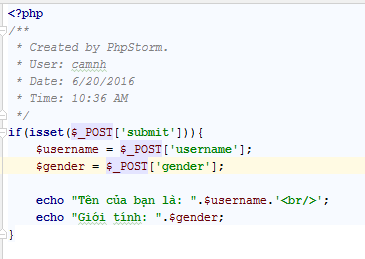 <?php
/**
 * Created by PhpStorm.
 * User: camnh
 * Date: 6/20/2016
 * Time: 10:36 AM
 */
if(isset($_POST['submit'])){
    $username = $_POST['username'];
    $gender = $_POST['gender'];

    echo "Tên của bạn là: ".$username.'<br/>';
    echo "Giới tính: ".$gender;
}